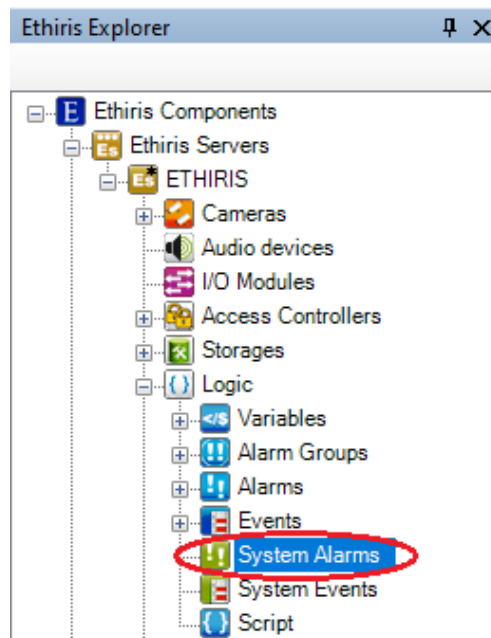 Ethiris Explorer
Ethiris Components
Ethiris Servers
ETHIRIS
Cameras
Audio devices
I/O Modules
Access Controllers
Storages
Logic
Variables
Alarm Groups
Alarms
Events
System Alarms
System Events
Script